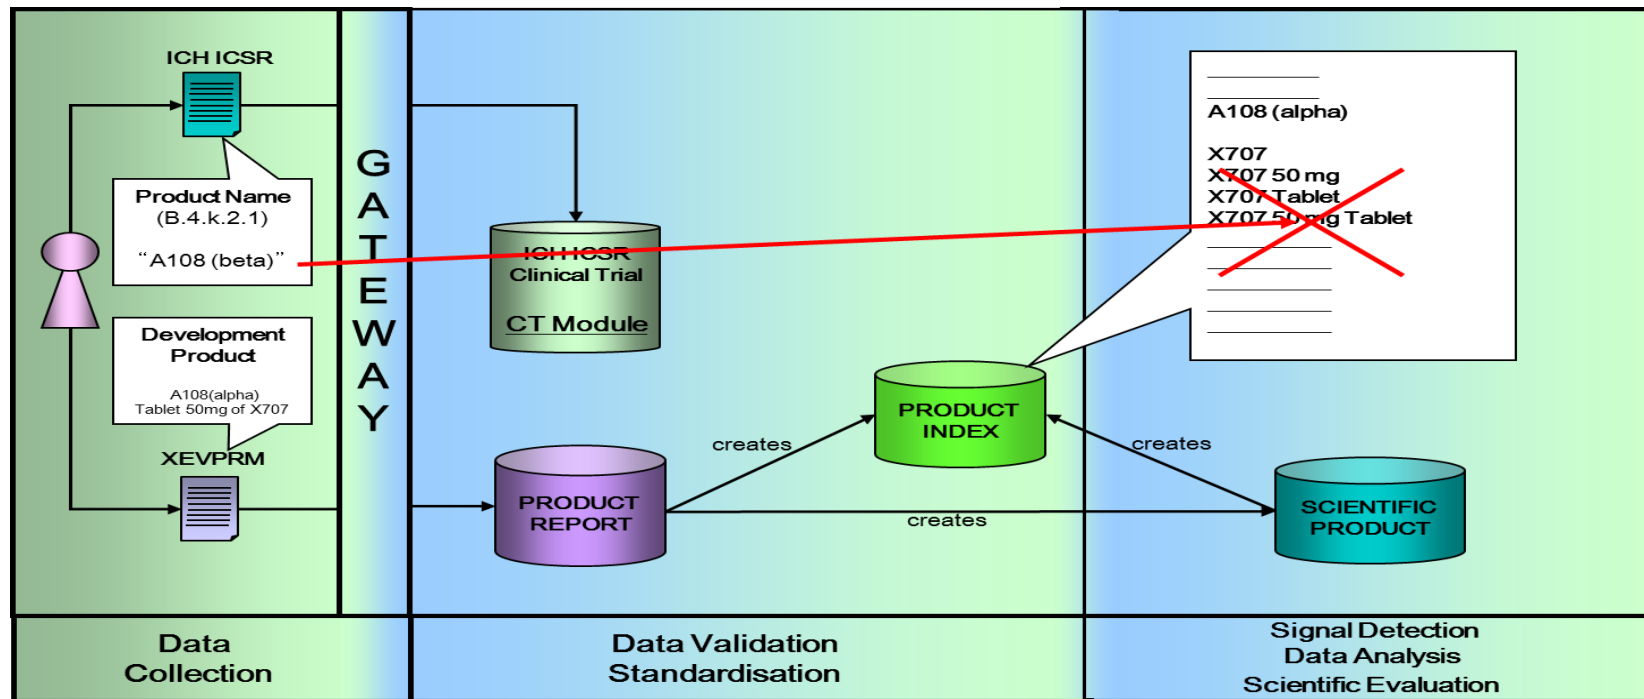 ICH ICSR
Product Name
(B.4.k.2.1)
“A108 (beta)”
Development
Product
A108(alpha)
Tablet 50mg of X707
XEVPRM
GATEWAY
ICH ICSR
Clinical Trial
CT Module
PRODUCT
REPORT
creates
creates
PRODUCT
INDEX
creates
SCIENTIFIC
PRODUCT
A108 (alpha)
X707
X707 50 mg
X707 Tablet
X707 50 mg Tablet
Data
Collection
Data Validation
Standardisation
Signal Detection
Data Analysis
Scientific Evaluation